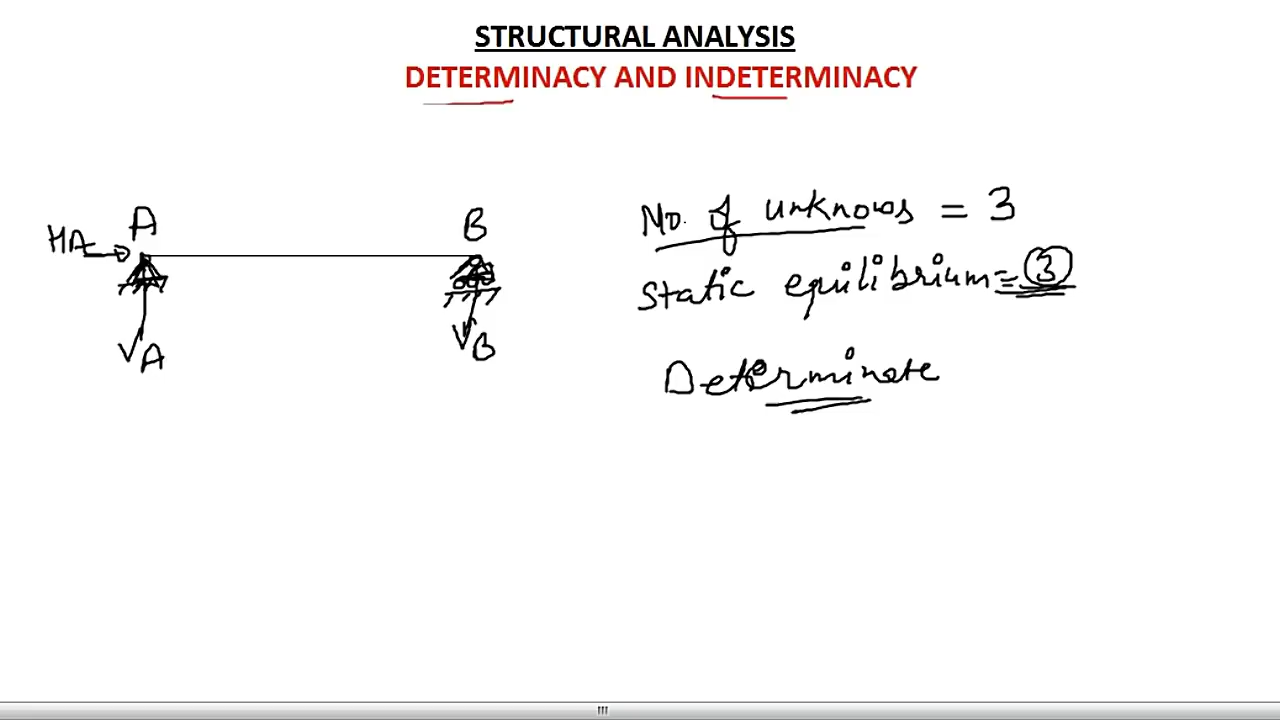 STRUCTURAL ANALYSIS
DETERMINACY AND INDETERMINACY
A
B
HA
VA
VB
No. of unknows = 3
Static equilibrium = 3
Determinate